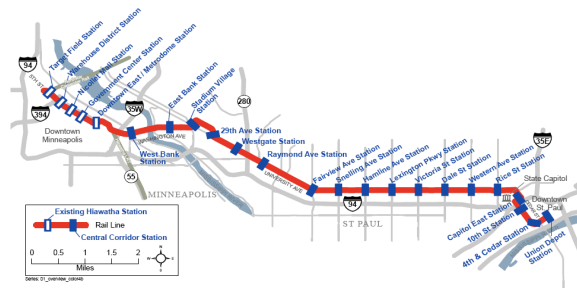 94
5TH ST
Target Field Station
Warehouse District Station
Nicollet Mall Station
Government Center Station
Downtown East / Metrodome Station
394
Downtown
Minneapolis
35W
East Bank Station
Stadium Village
Station
280
WASHINGTON AVE
West Bank
Station
55
MINNEAPOLIS
29th Ave Station
Westgate Station
Raymond Ave Station
UNIVERSITY AVE
Fairview Ave Station
Snelling Ave Station
Hamline Ave Station
Lexington Pkwy Station
Victoria St Station
Dale St Station
Western Ave Station
Rice St Station
35E
94
ST PAUL
State Capitol
Downtown
St. Paul
Capitol East Station
10th St Station
4th & Cedar Station
Union Depot
Station
Existing Hiawatha Station
Rail Line
Central Corridor Station
0 0.5 1 2
Miles
N
Series: D1_overview_color4b